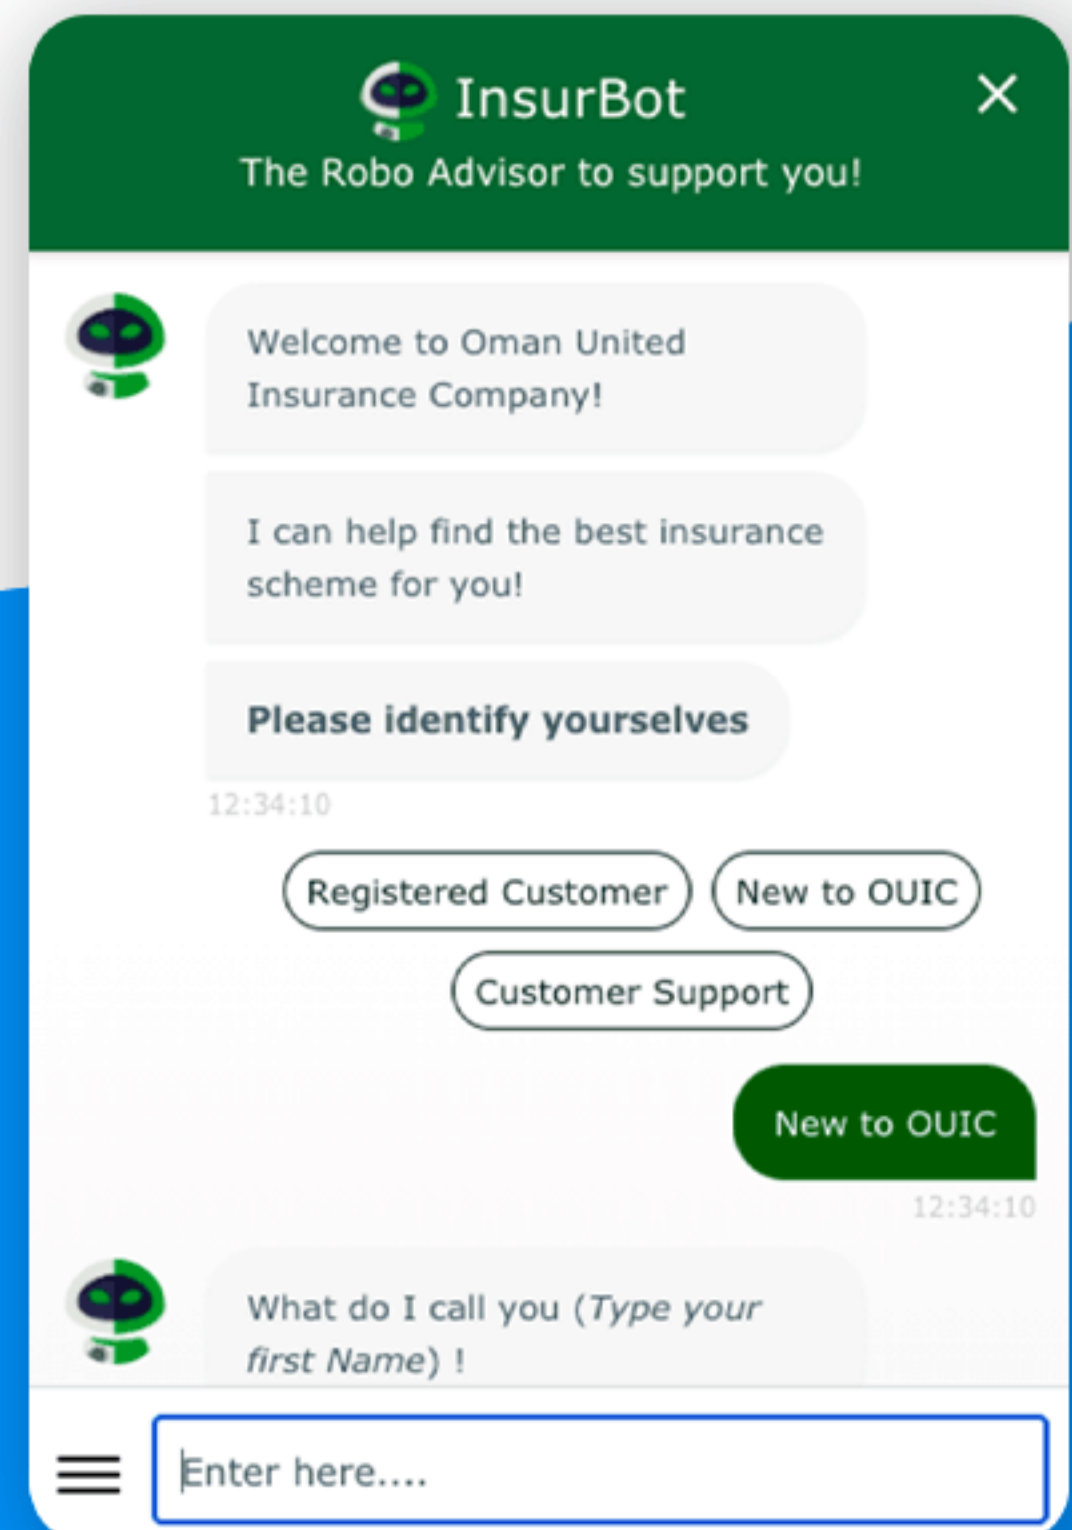 InsurBot
The Robo Advisor to support you!
Welcome to Oman United
Insurance Company!
I can help find the best insurance
scheme for you!
Please identify yourselves
12:34:10
Registered Customer
New to OUIC
Customer Support
New to OUIC
12:34:10
What do I call you (Type your
first Name) !
Enter here....